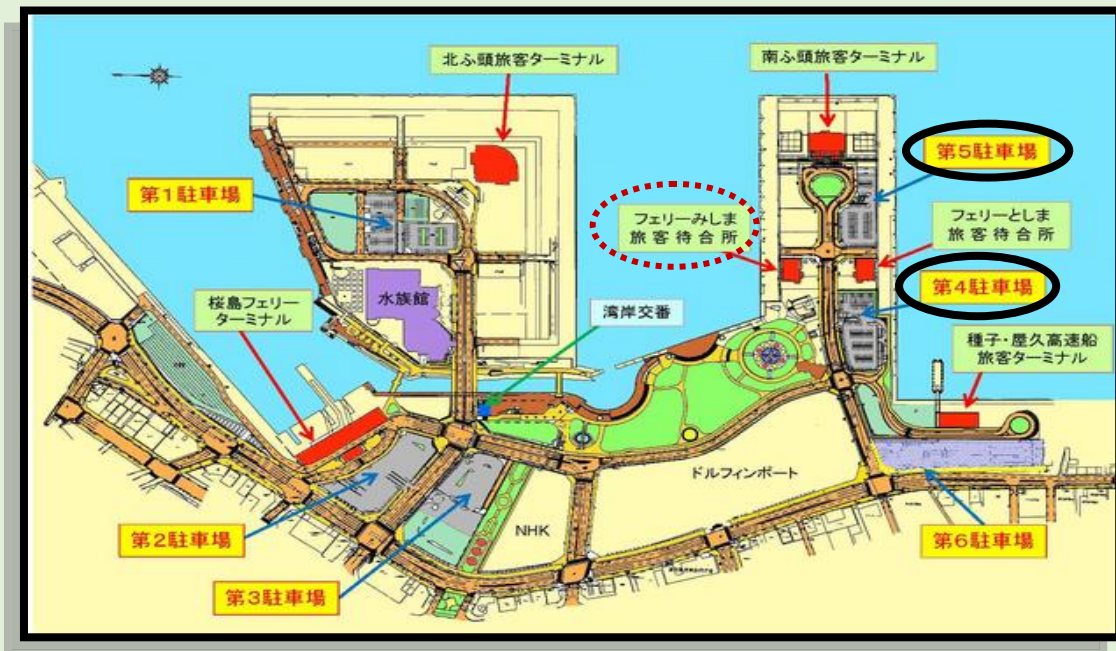 北ふ頭旅客ターミナル
南ふ頭旅客ターミナル
第5駐車場
第1駐車場
フェリーみしま
旅客待合所
フェリーとしま
旅客待合所
水族館
第4駐車場
桜島フェリー
ターミナル
湾岸交番
種子・屋久高速船
旅客ターミナル
ドルフィンポート
NHK
第2駐車場
第6駐車場
第3駐車場